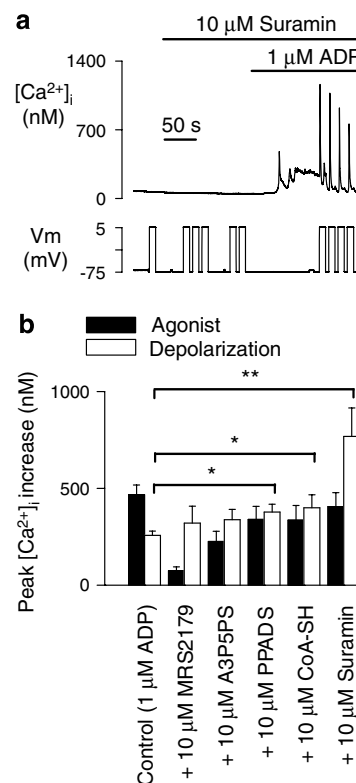 a
10 μM Suramin
1 μM ADP
1400
[Ca²⁺]ᵢ
(nM)
700
50 s
0
Vm
(mV)
5
-75
b
Agonist
Depolarization
Peak [Ca²⁺]ᵢ increase (nM)
1000
500
0
**
*
*
Control (1 μM ADP)
+ 10 μM MRS2179
+ 10 μM A3P5PS
+ 10 μM PPADS
+ 10 μM CoA-SH
+ 10 μM Suramin